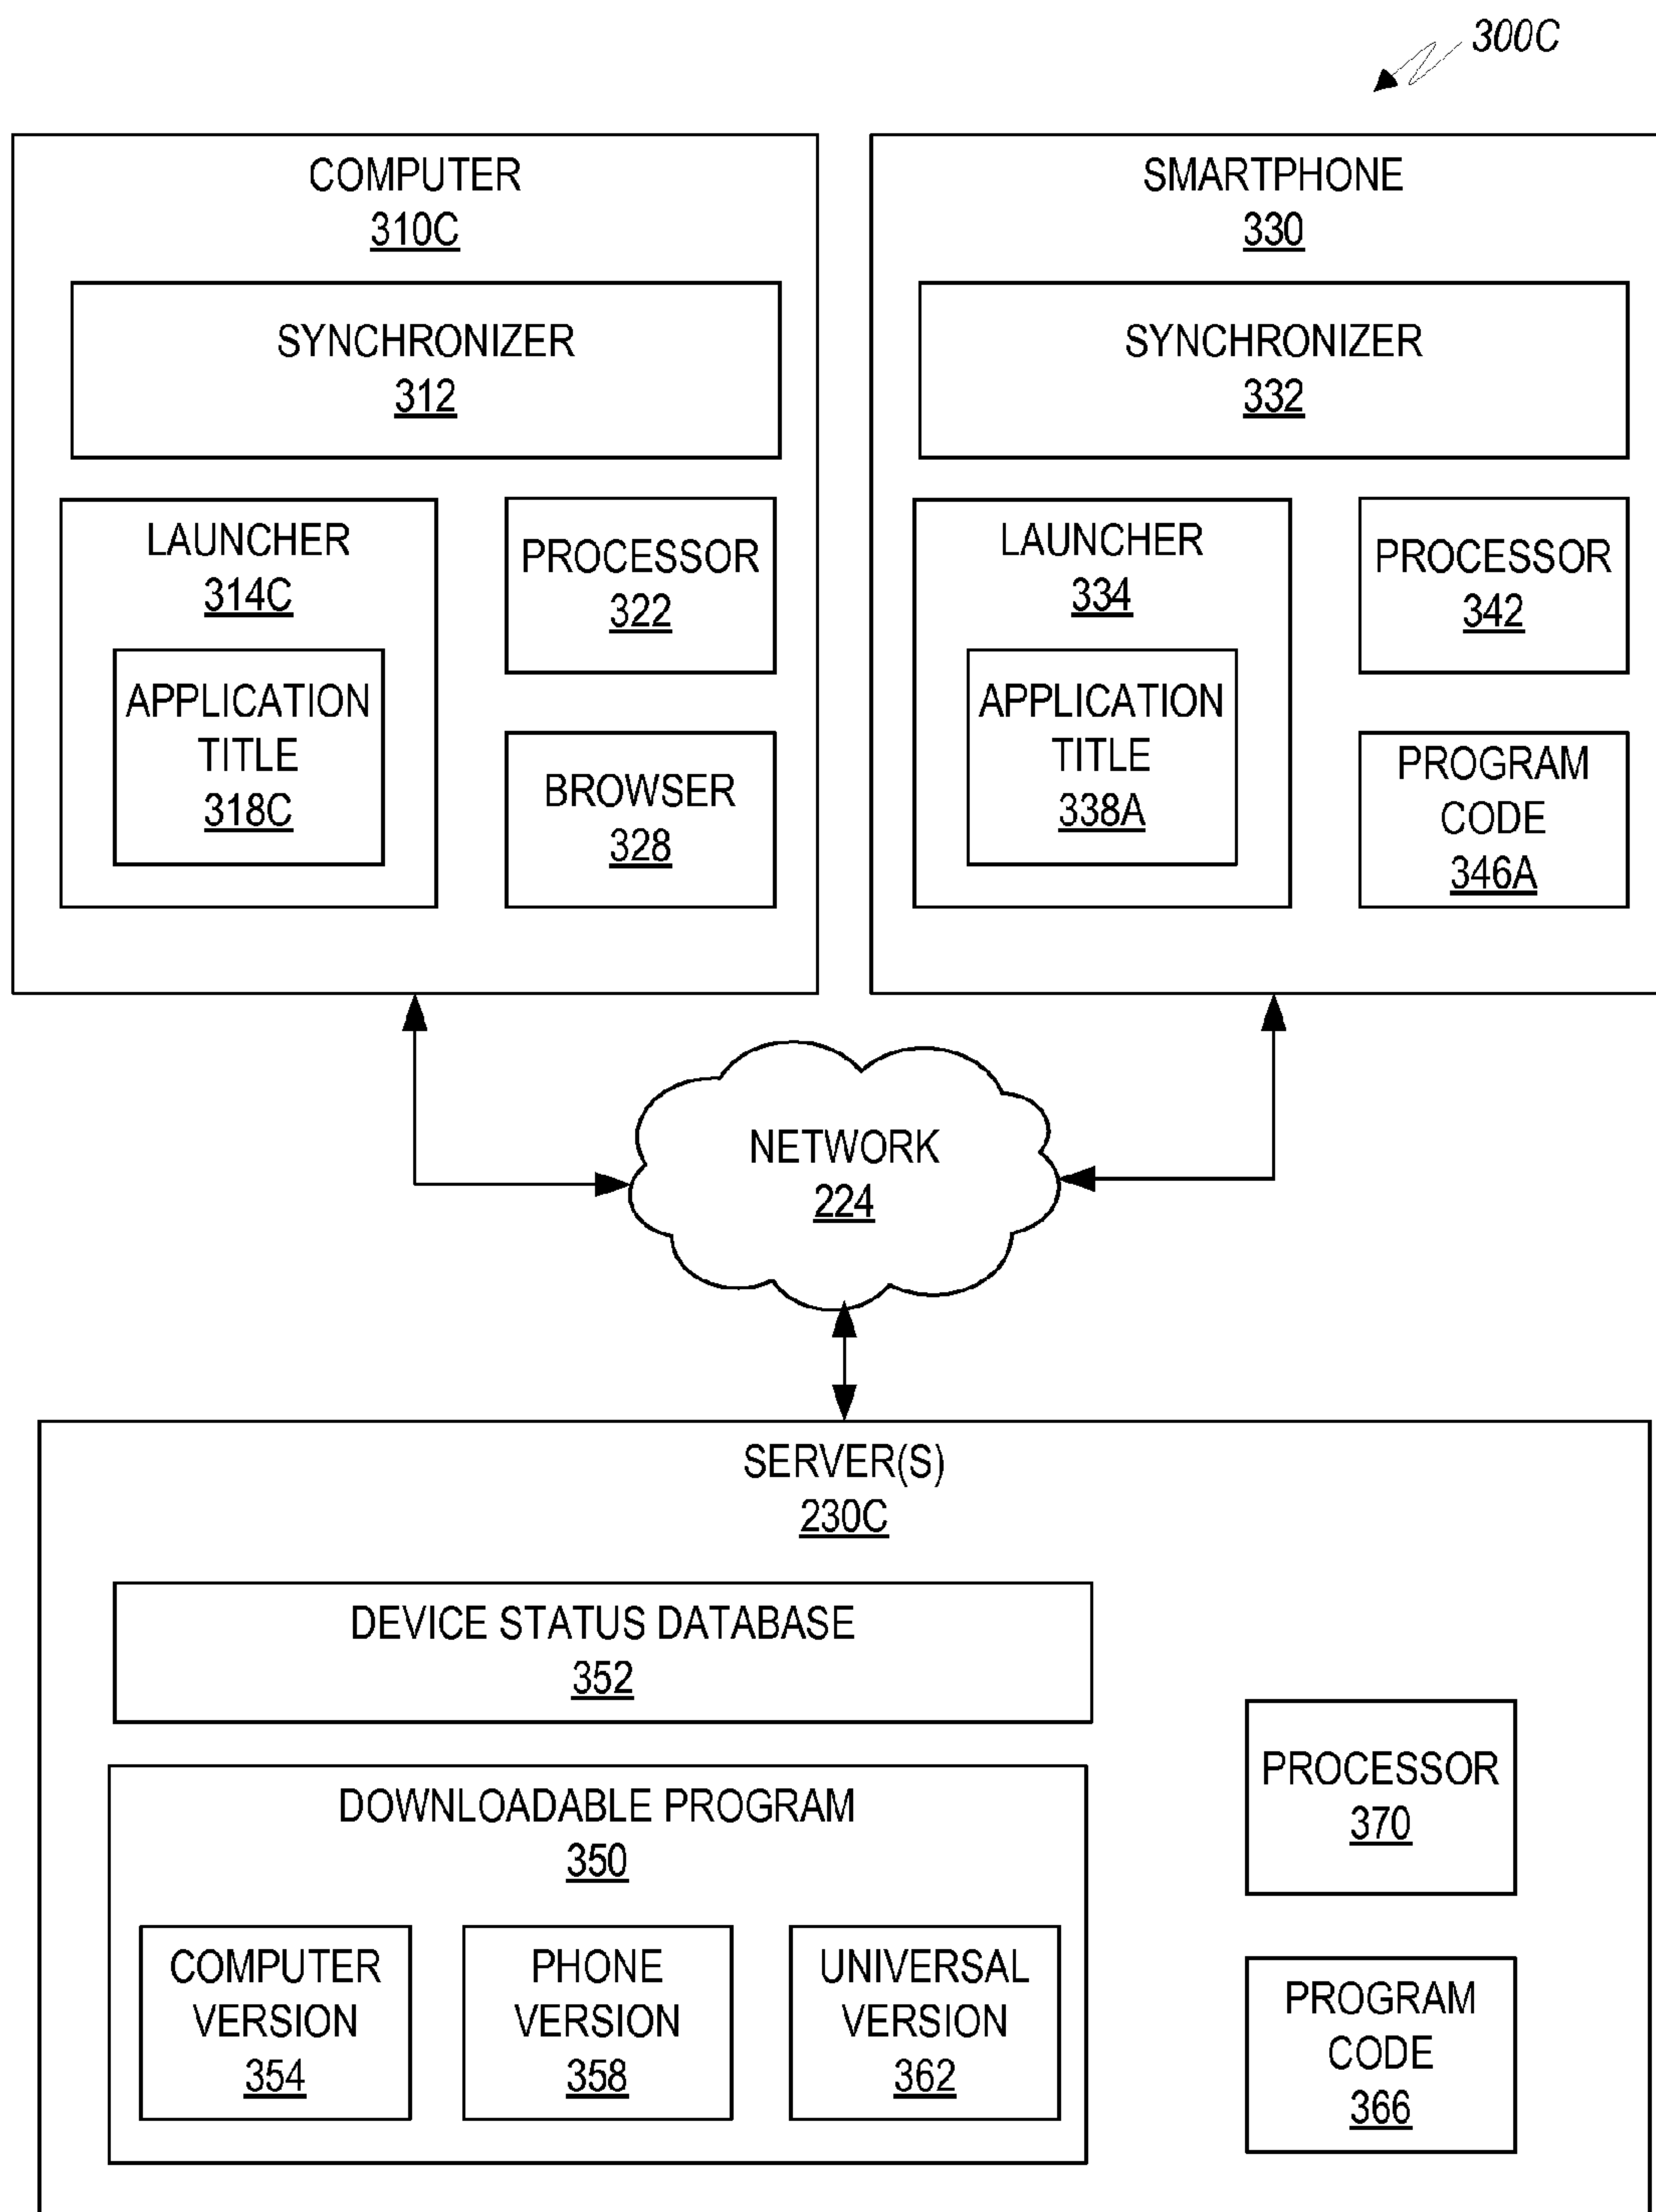 300C
COMPUTER
310C
SYNCHRONIZER
312
LAUNCHER
314C
APPLICATION
TITLE
318C
PROCESSOR
322
BROWSER
328
SMARTPHONE
330
SYNCHRONIZER
332
LAUNCHER
334
APPLICATION
TITLE
338A
PROCESSOR
342
PROGRAM
CODE
346A
NETWORK
224
SERVER(S)
230C
DEVICE STATUS DATABASE
352
DOWNLOADABLE PROGRAM
350
COMPUTER
VERSION
354
PHONE
VERSION
358
UNIVERSAL
VERSION
362
PROCESSOR
370
PROGRAM
CODE
366